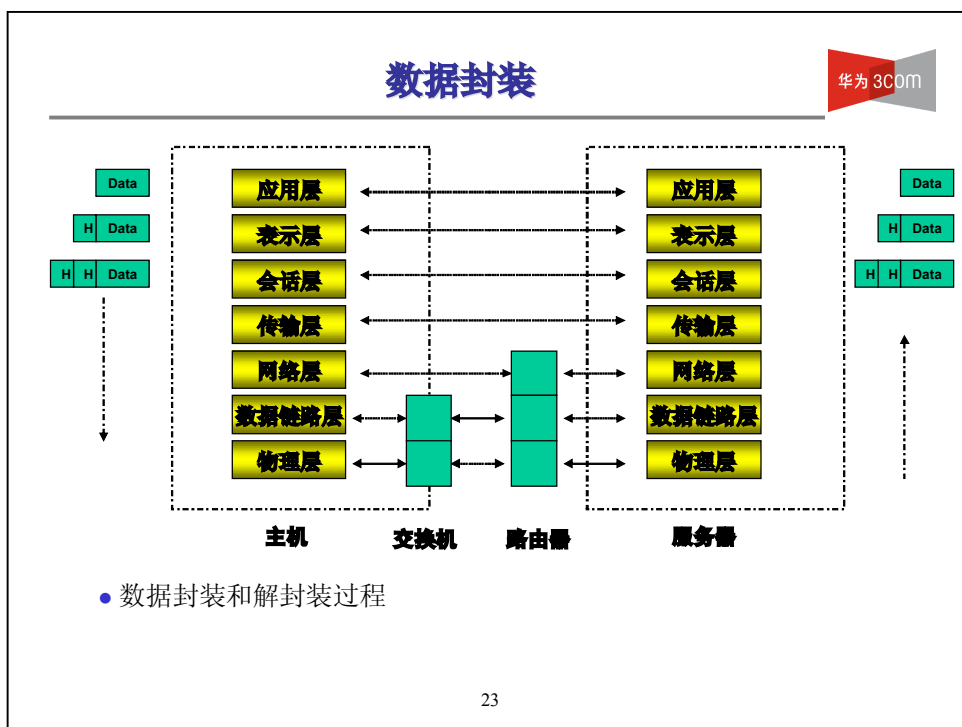 数据封装
华为 3com
Data
应用层
应用层
Data
H Data
表示层
表示层
H Data
H H Data
会话层
会话层
H H Data
传输层
传输层
网络层
网络层
数据链路层
数据链路层
物理层
物理层
主机
交换机
路由器
服务器
数据封装和解封装过程
23